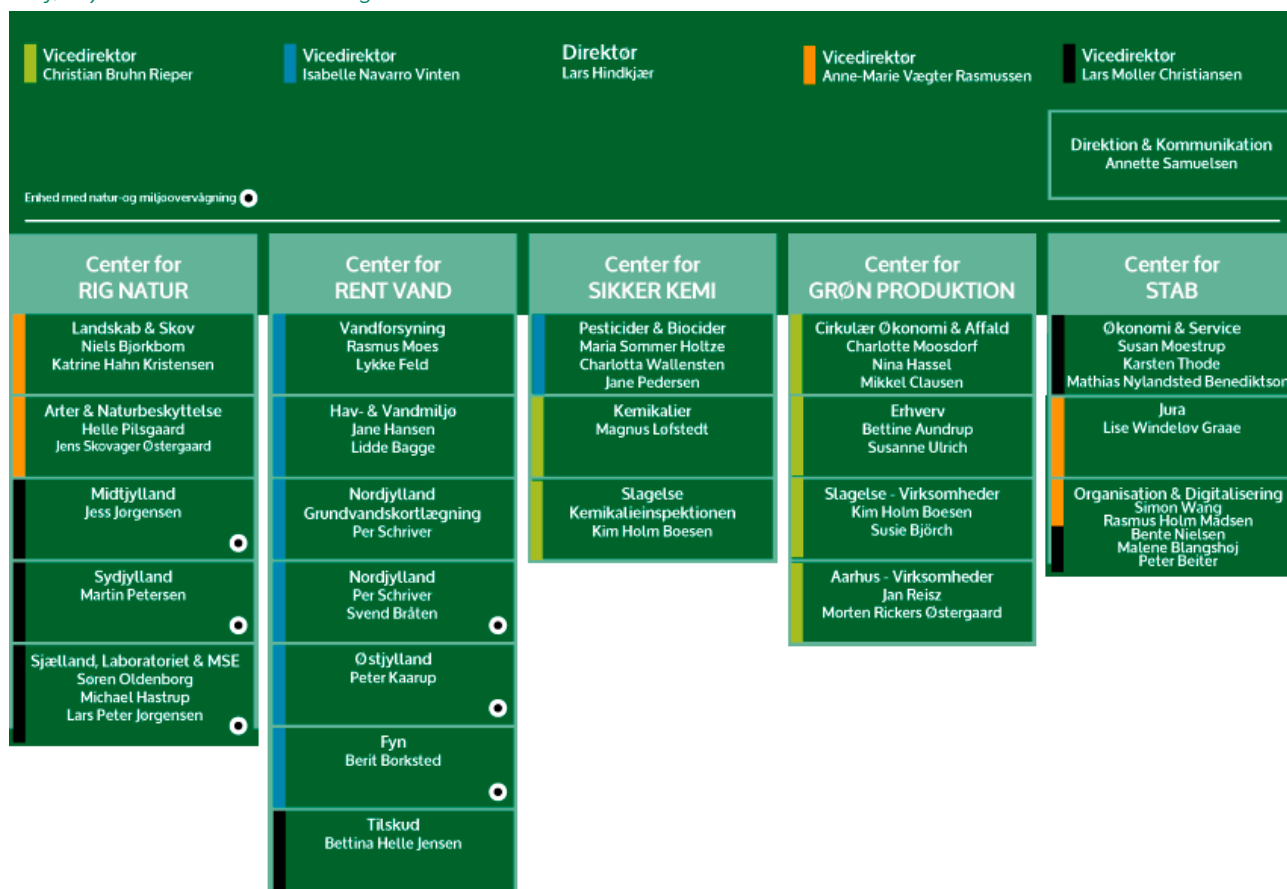 Vicedirektør
Christian Bruhn Rieper
Vicedirektør
Isabelle Navarro Vinten
Direktør
Lars Hindkjær
Vicedirektør
Anne-Marie Vægter Rasmussen
Vicedirektør
Lars Møller Christiansen
Direktion & Kommunikation
Annette Samuelsen
Enhed med natur-og miljøovervågning
Center for
RIG NATUR
Landskab & Skov
Niels Bjørkbom
Katrine Hahn Kristensen
Arter & Naturbeskyttelse
Helle Pilsgaard
Jens Skovager Østergaard
Midtjylland
Jess Jørgensen
Sydjylland
Martin Petersen
Sjælland, Laboratoriet & MSE
Søren Oldenborg
Michael Hastrup
Lars Peter Jørgensen
Center for
RENT VAND
Vandforsyning
Rasmus Moes
Lykke Feld
Hav- & Vandmiljø
Jane Hansen
Lidde Bagge
Nordjylland
Grundvandskortlægning
Per Schriver
Nordjylland
Per Schriver
Svend Bråten
Østjylland
Peter Kaarup
Fyn
Berit Borksted
Tilskud
Bettina Helle Jensen
Center for
SIKKER KEMI
Pesticider & Biocider
Maria Sommer Holtze
Charlotta Wallensten
Jane Pedersen
Kemikalier
Magnus Løfstedt
Slagelse
Kemikalieinspektionen
Kim Holm Boesen
Center for
GRØN PRODUKTION
Cirkulær Økonomi & Affald
Charlotte Moosdorf
Nina Hassel
Mikkel Clausen
Erhverv
Bettine Aundrup
Susanne Ulrich
Slagelse - Virksomheder
Kim Holm Boesen
Susie Björch
Aarhus - Virksomheder
Jan Reisz
Morten Rickers Østergaard
Center for
STAB
Økonomi & Service
Susan Moestrup
Karsten Thode
Mathias Nylandsted Benediktson
Jura
Lise Windeløv Graae
Organisation & Digitalisering
Simon Wang
Rasmus Holm Madsen
Bente Nielsen
Malene Blangshøj
Peter Beiter